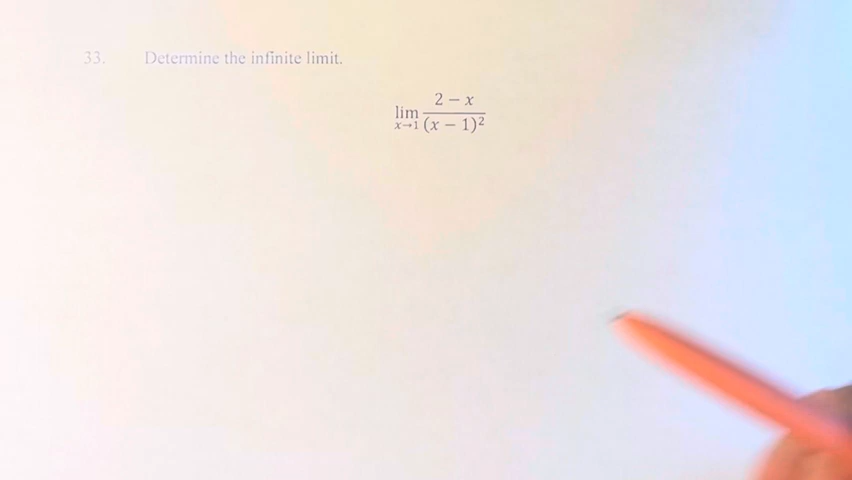 33. Determine the infinite limit.
lim x→1 (2 − x)/(x − 1)²